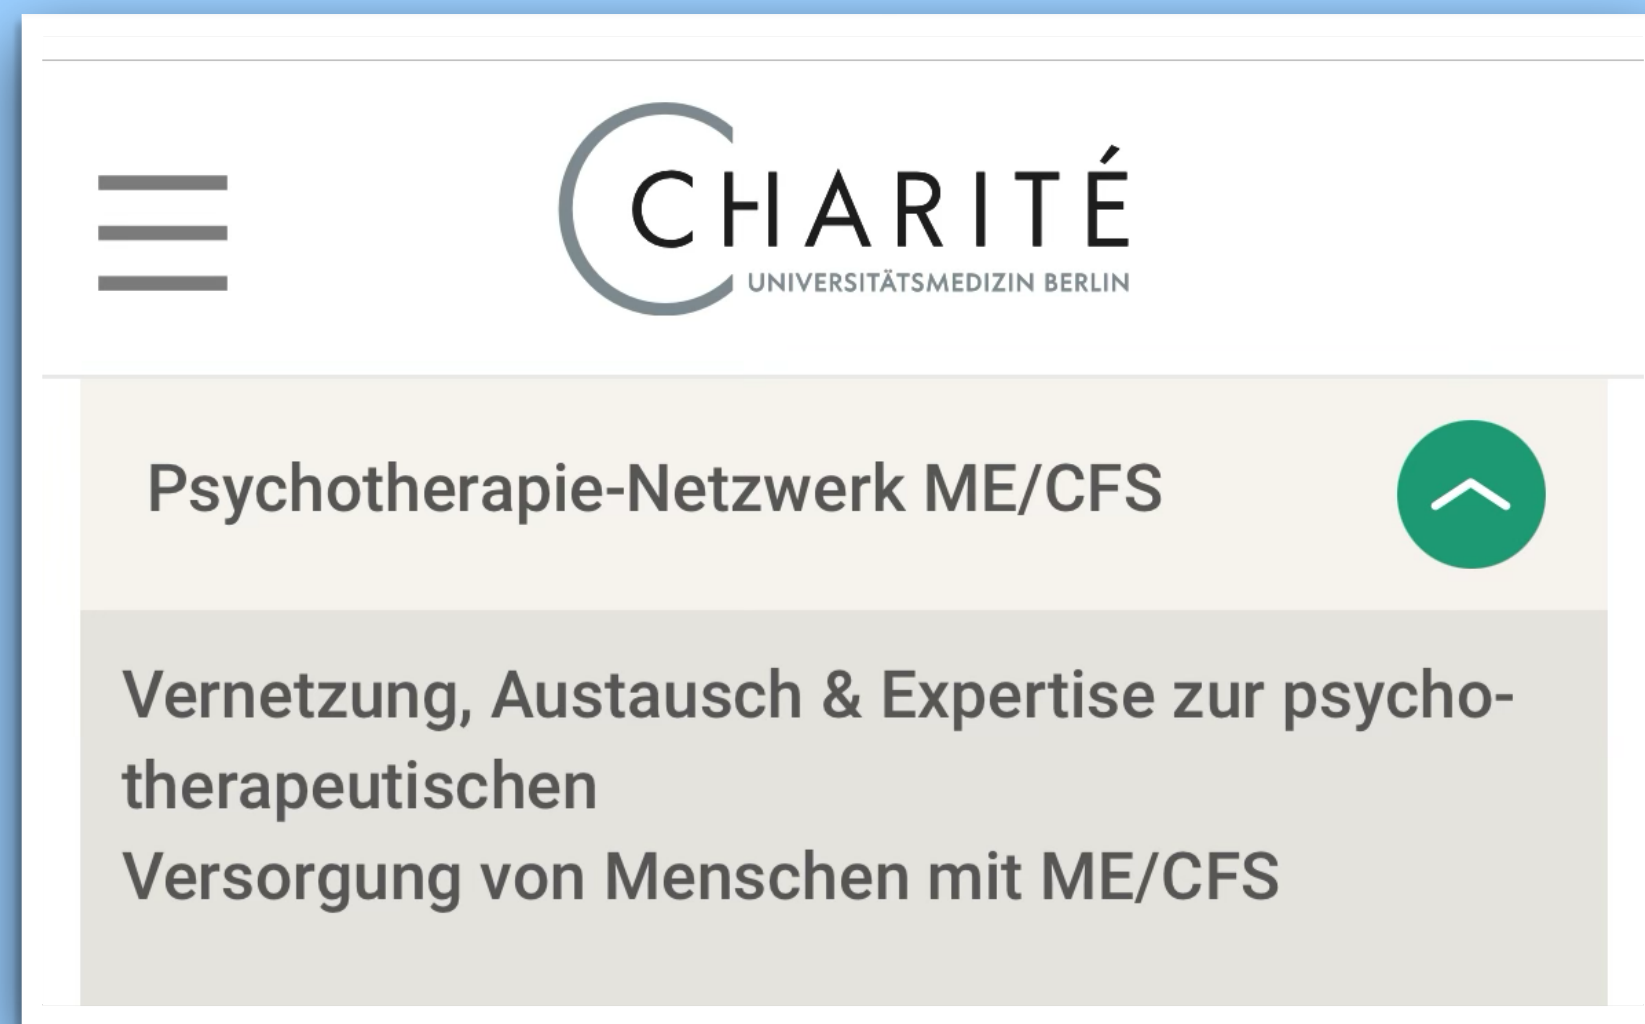 CHARITÉ
UNIVERSITÄTSMEDIZIN BERLIN
Psychotherapie-Netzwerk ME/CFS
Vernetzung, Austausch & Expertise zur psycho-
therapeutischen
Versorgung von Menschen mit ME/CFS